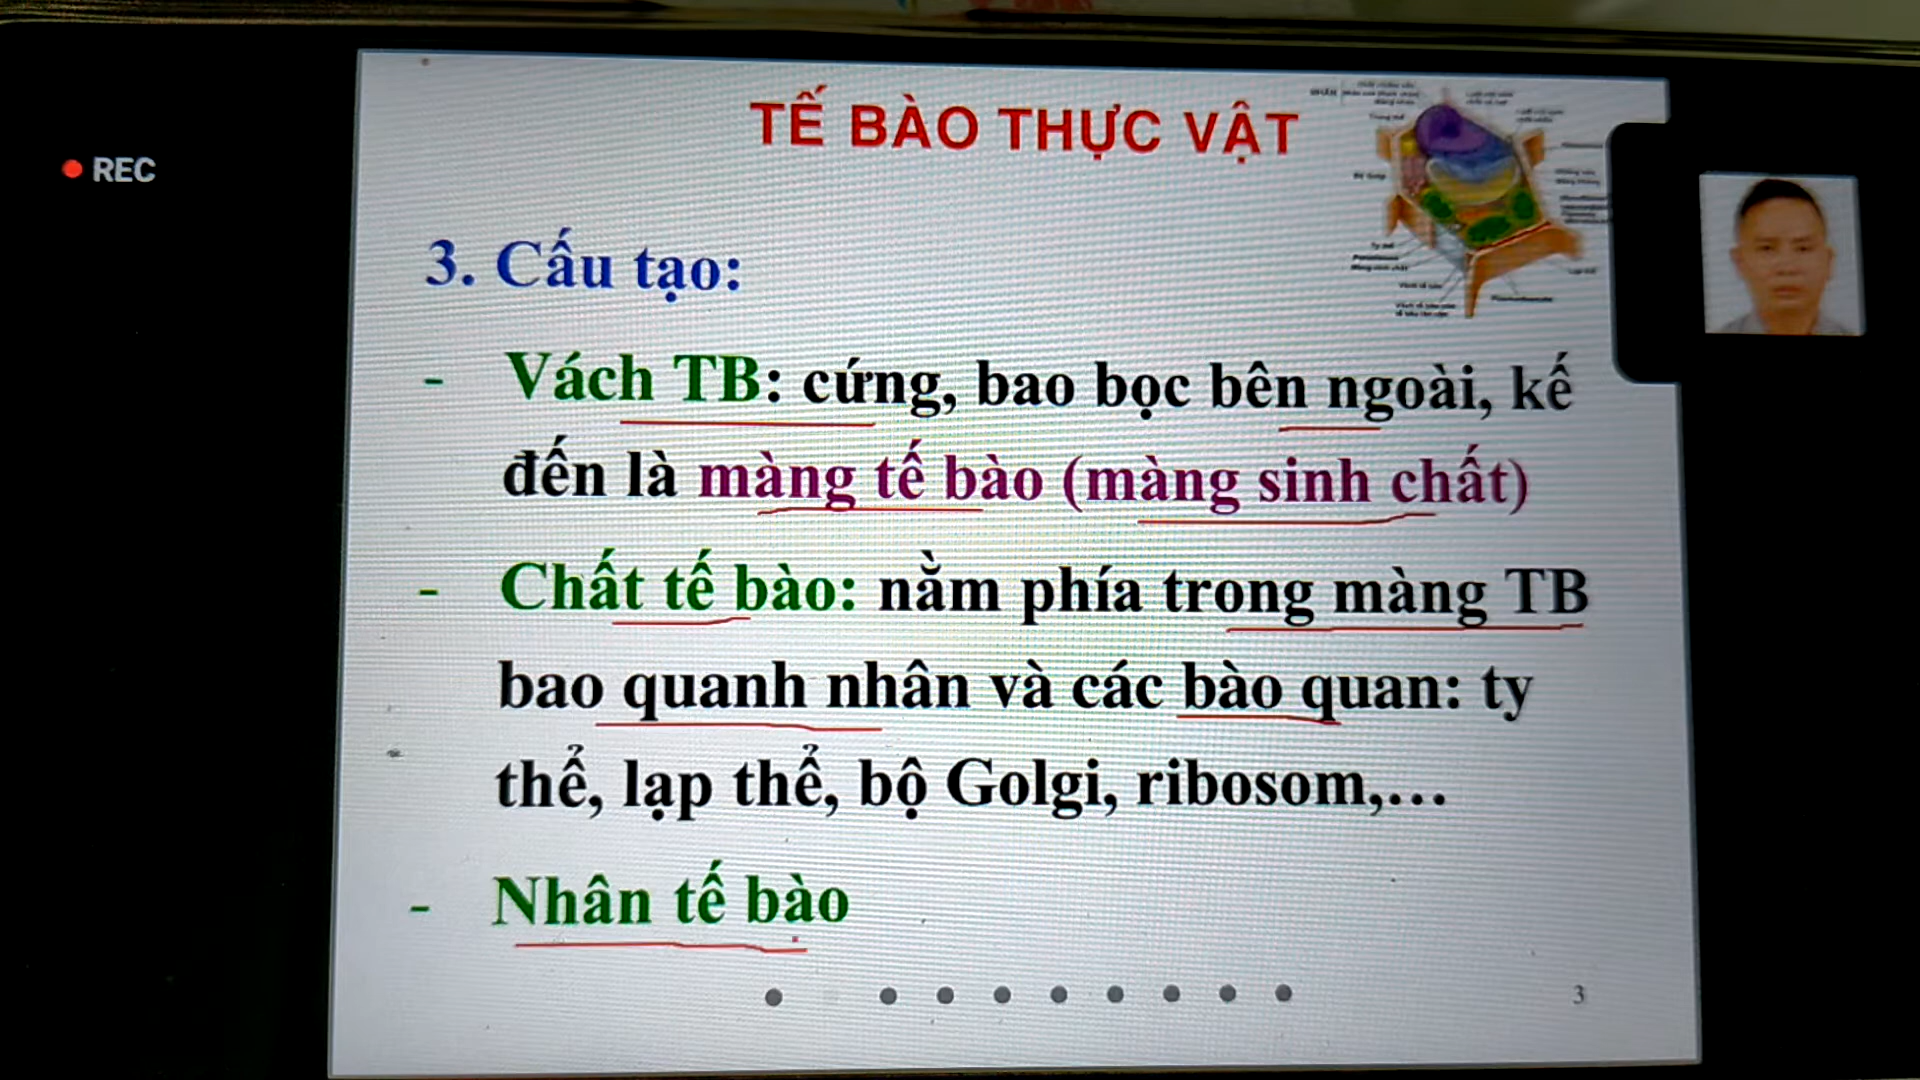 REC
TẾ BÀO THỰC VẬT
3. Cấu tạo:
- Vách TB: cứng, bao bọc bên ngoài, kế
đến là màng tế bào (màng sinh chất)
- Chất tế bào: nằm phía trong màng TB
bao quanh nhân và các bào quan: ty
thể, lạp thể, bộ Golgi, ribosom,...
- Nhân tế bào
3